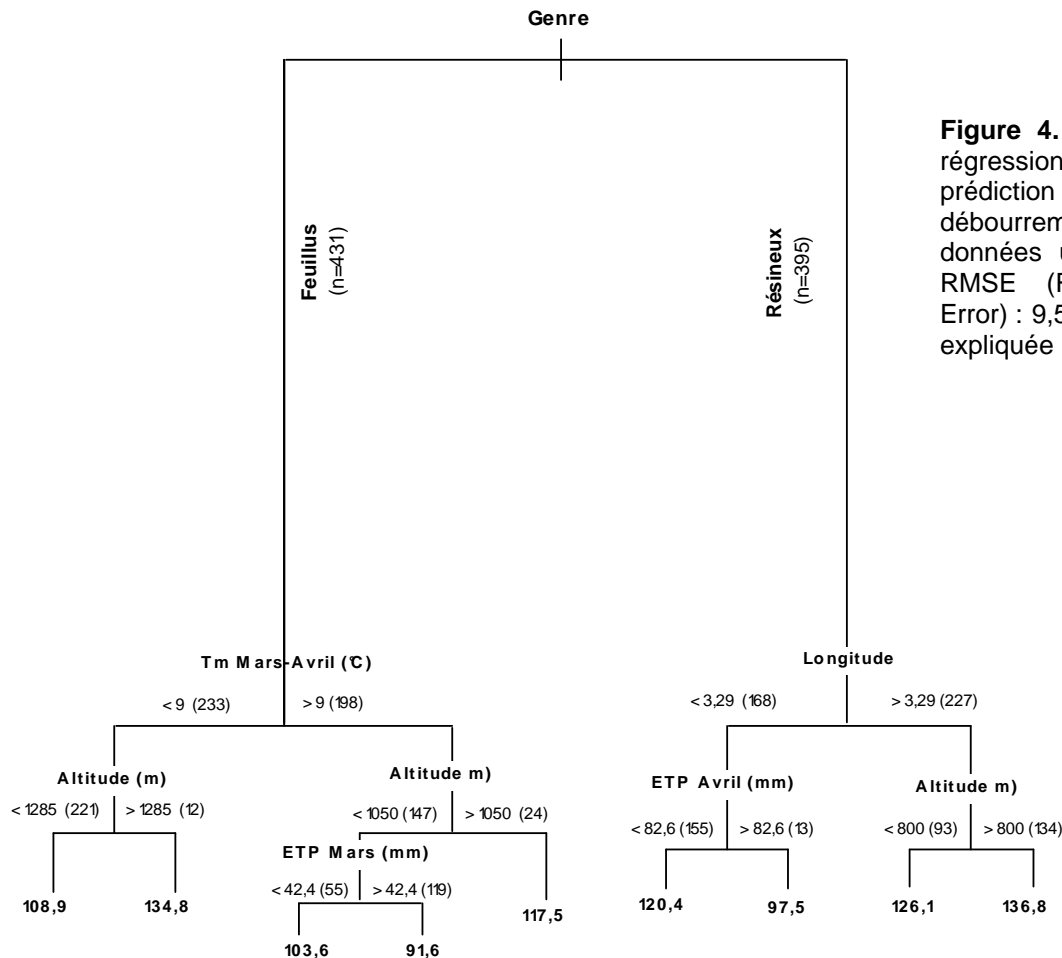 Genre
Figure 4.
régression
prédiction
débourrem
données u
RMSE (F
Error) : 9,5
expliquée
Feuillus
(n=431)
Résineux
(n=395)
Tm Mars-Avril (°C)
< 9 (233) > 9 (198)
Longitude
< 3,29 (168) > 3,29 (227)
Altitude (m)
< 1285 (221) > 1285 (12)
Altitude m)
< 1050 (147) > 1050 (24)
ETP Avril (mm)
< 82,6 (155) > 82,6 (13)
Altitude m)
< 800 (93) > 800 (134)
ETP Mars (mm)
< 42,4 (55) > 42,4 (119)
108,9 134,8 117,5 120,4 97,5 126,1 136,8
103,6 91,6